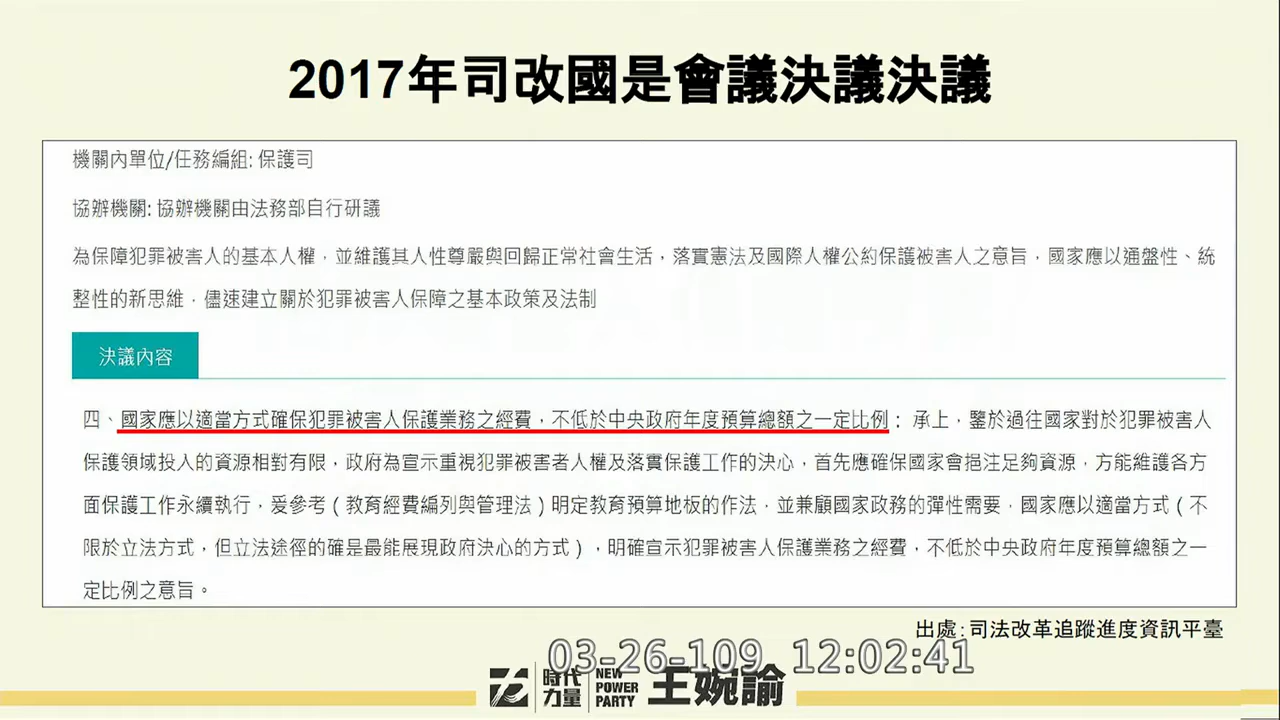 2017年司改國是會議決議決議
機關內單位/任務編組: 保護司
協辦機關: 協辦機關由法務部自行研議
為保障犯罪被害人的基本人權，並維護其人性尊嚴與回歸正常社會生活，落實憲法及國際人權公約保護被害人之意旨，國家應以通盤性、統
整性的新思維，儘速建立關於犯罪被害人保障之基本政策及法制
決議內容
四、國家應以適當方式確保犯罪被害人保護業務之經費，不低於中央政府年度預算總額之一定比例： 承上，鑒於過往國家對於犯罪被害人
保護領域投入的資源相對有限，政府為宣示重視犯罪被害者人權及落實保護工作的決心，首先應確保國家會挹注足夠資源，方能維護各方
面保護工作永續執行，爰參考（教育經費編列與管理法）明定教育預算地板的作法，並兼顧國家政務的彈性需要，國家應以適當方式（不
限於立法方式，但立法途徑的確是最能展現政府決心的方式），明確宣示犯罪被害人保護業務之經費，不低於中央政府年度預算總額之一
定比例之意旨。
出處：司法改革追蹤進度資訊平臺
03-26-109 12:02:41
時代力量 NEW POWER PARTY 王婉諭